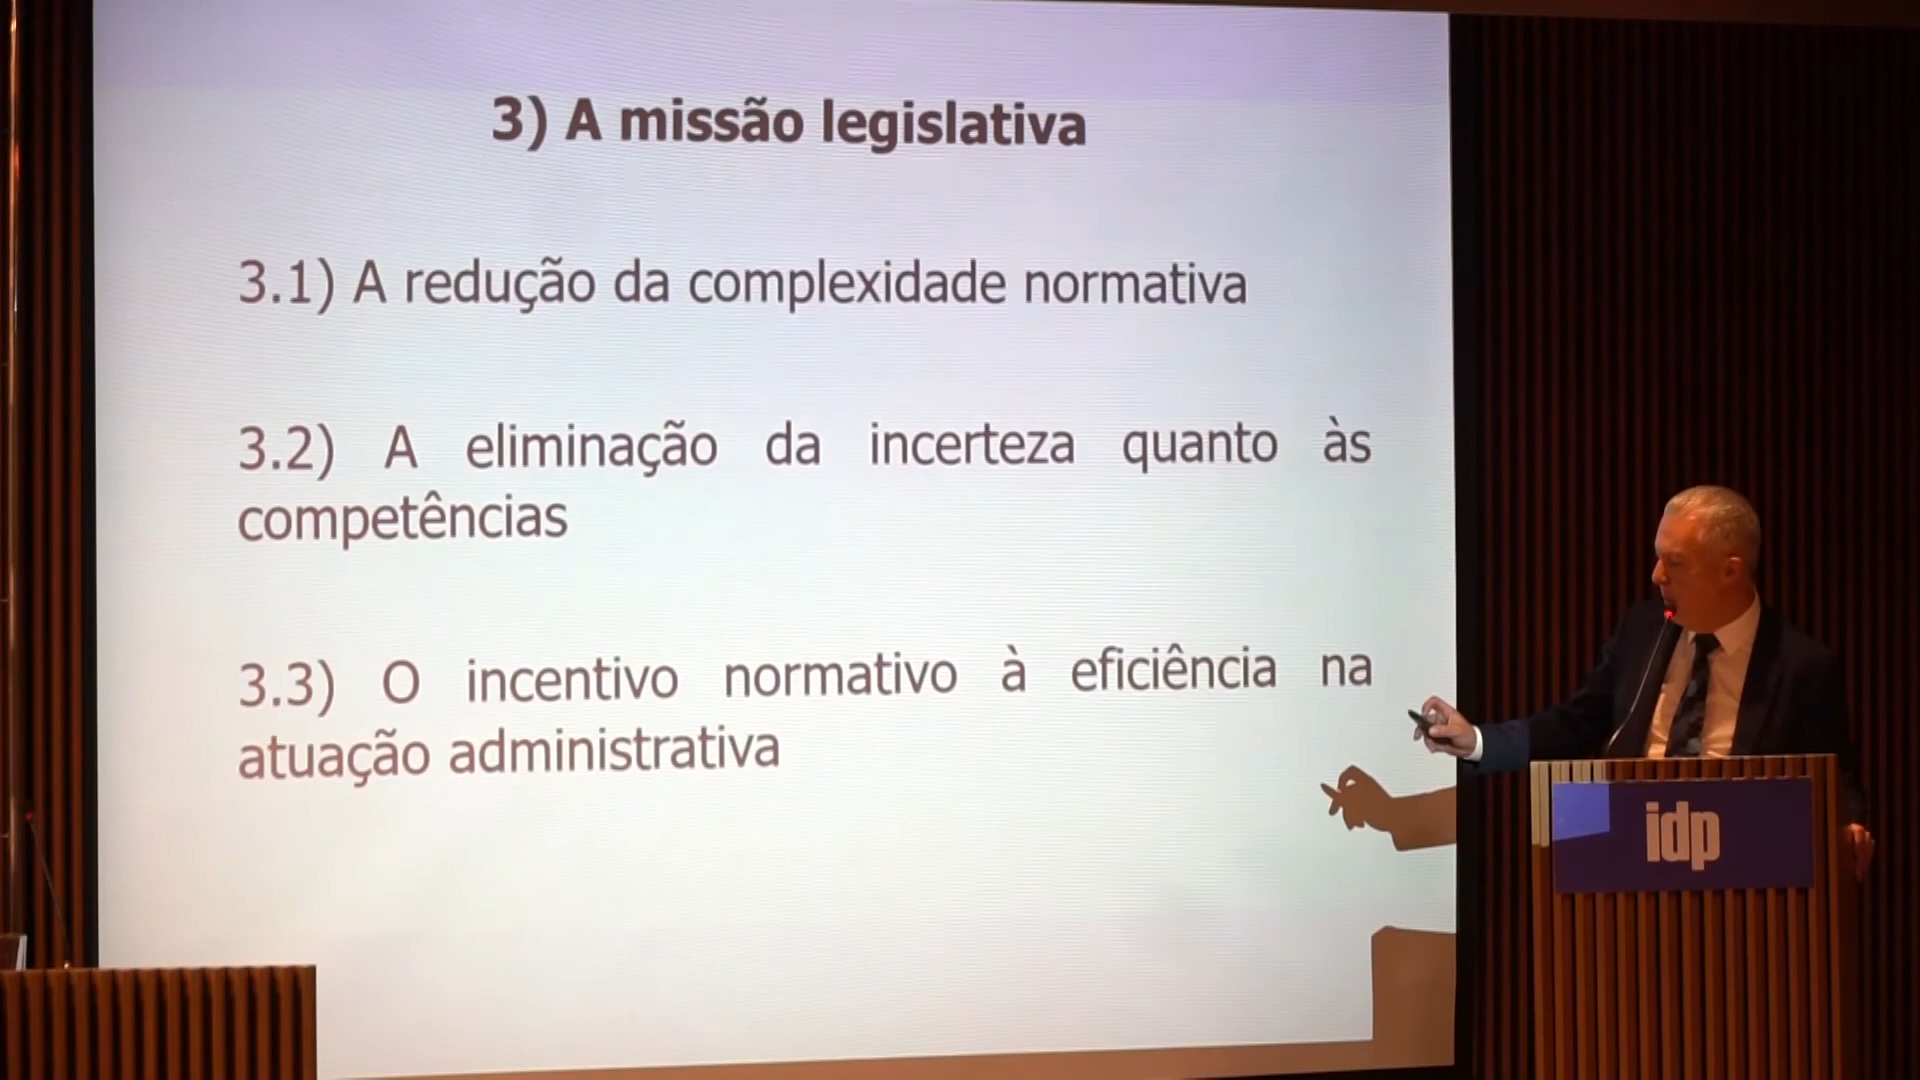 3) A missão legislativa
3.1) A redução da complexidade normativa
3.2) A eliminação da incerteza quanto às
competências
3.3) O incentivo normativo à eficiência na
atuação administrativa
idp